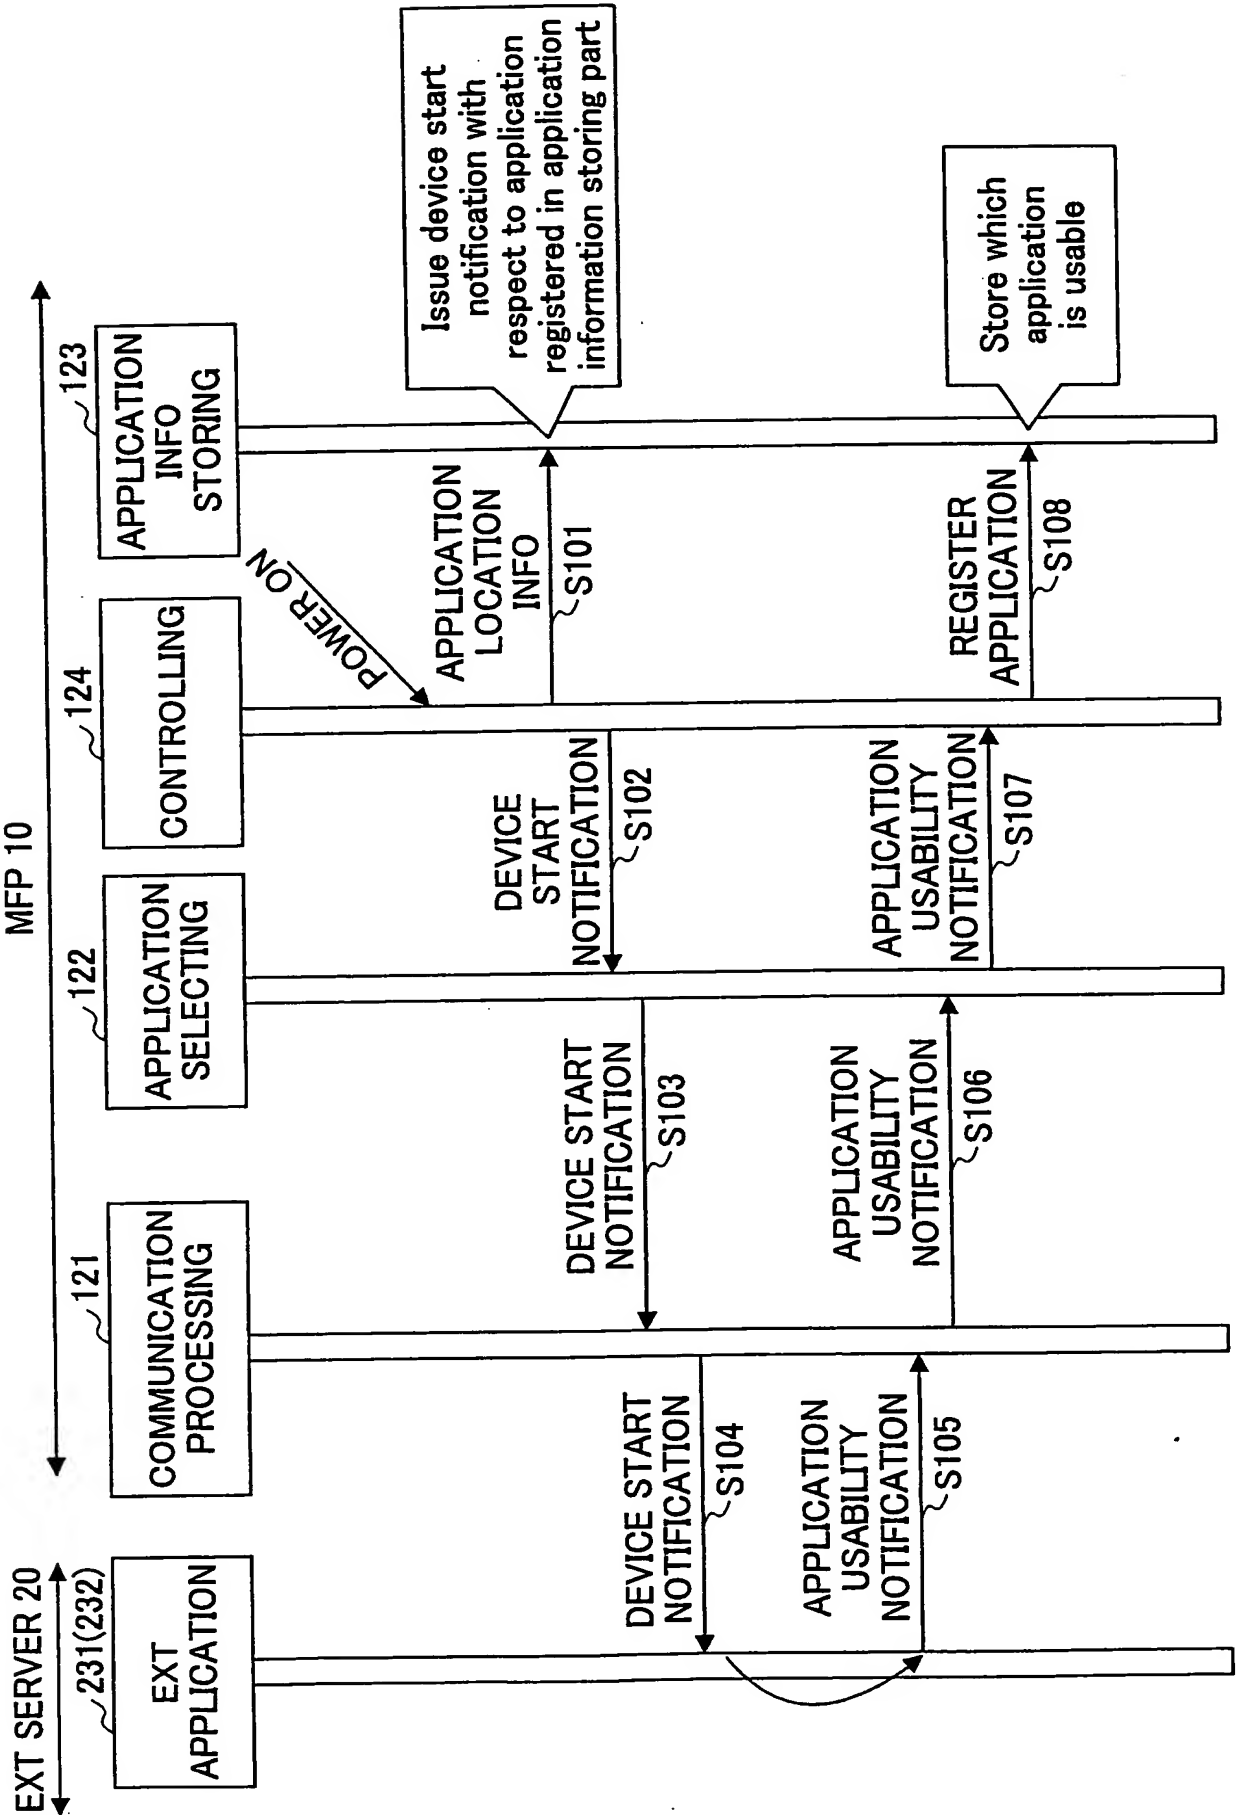 EXT SERVER 20
MFP 10
231(232)
EXT
APPLICATION
121
COMMUNICATION
PROCESSING
122
APPLICATION
SELECTING
124
CONTROLLING
123
APPLICATION
INFO
STORING
POWER ON
APPLICATION
LOCATION
INFO
S101
Issue device start
notification with
respect to application
registered in application
information storing part
DEVICE
START
NOTIFICATION
S102
DEVICE START
NOTIFICATION
S103
DEVICE START
NOTIFICATION
S104
APPLICATION
USABILITY
NOTIFICATION
S105
APPLICATION
USABILITY
NOTIFICATION
S106
APPLICATION
USABILITY
NOTIFICATION
S107
REGISTER
APPLICATION
S108
Store which
application
is usable